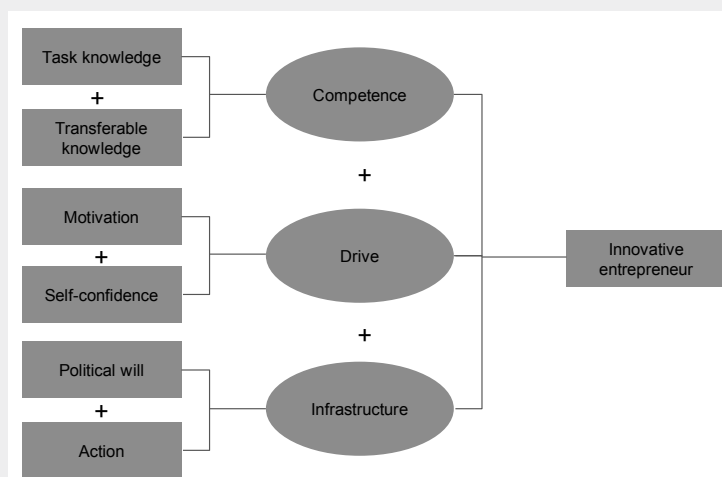 Task knowledge
+
Transferable
knowledge
Competence
+
Motivation
+
Self-confidence
Drive
Innovative
entrepreneur
+
Political will
+
Action
Infrastructure